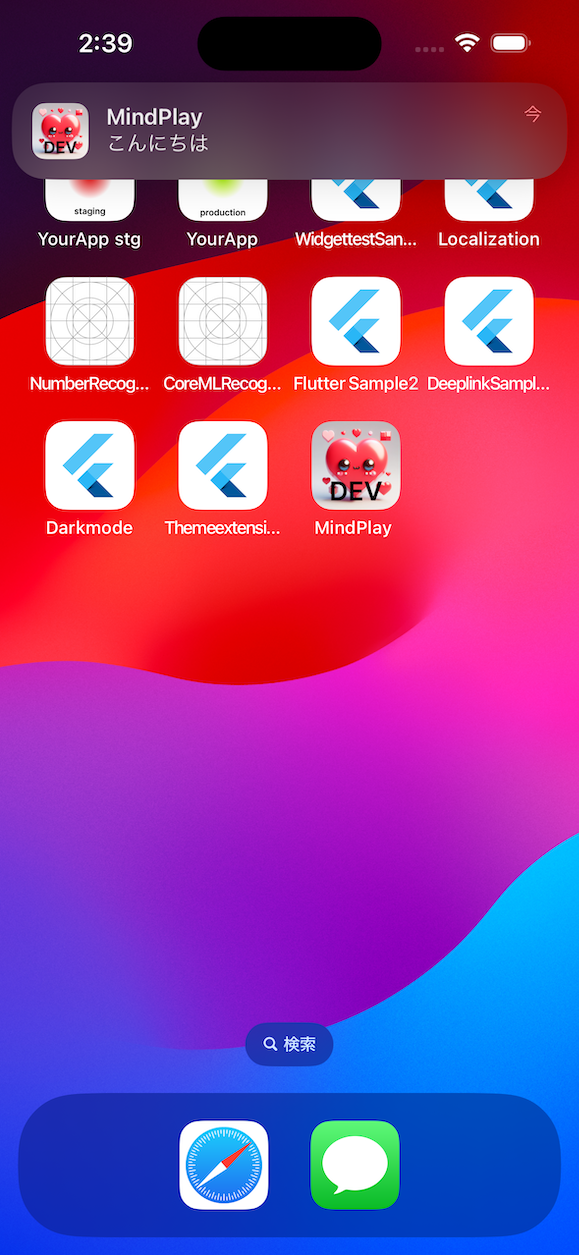 2:39
MindPlay
今
こんにちは
DEV
staging
production
YourApp stg
YourApp
WidgettestSan...
Localization
NumberRecog...
CoreMLRecog...
Flutter Sample2
DeeplinkSampl...
DEV
Darkmode
Themeextensi...
MindPlay
検索